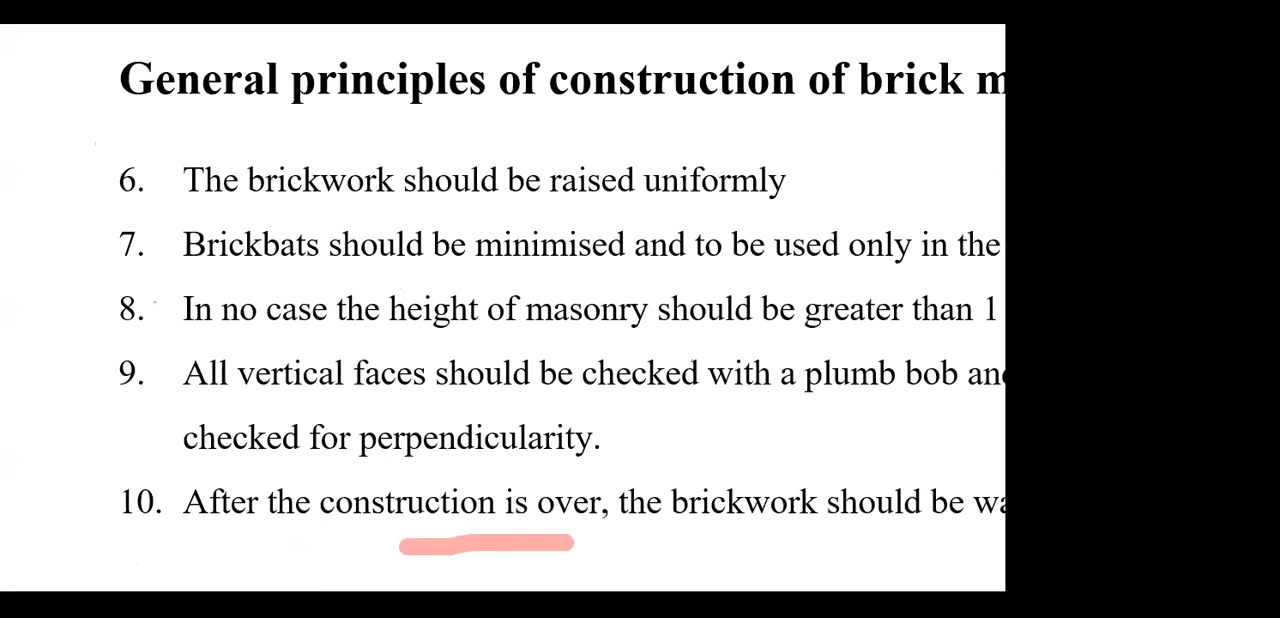 General principles of construction of brick
6. The brickwork should be raised uniformly
7. Brickbats should be minimised and to be used only in the
8. In no case the height of masonry should be greater than 1
9. All vertical faces should be checked with a plumb bob
checked for perpendicularity.
10. After the construction is over, the brickwork should be